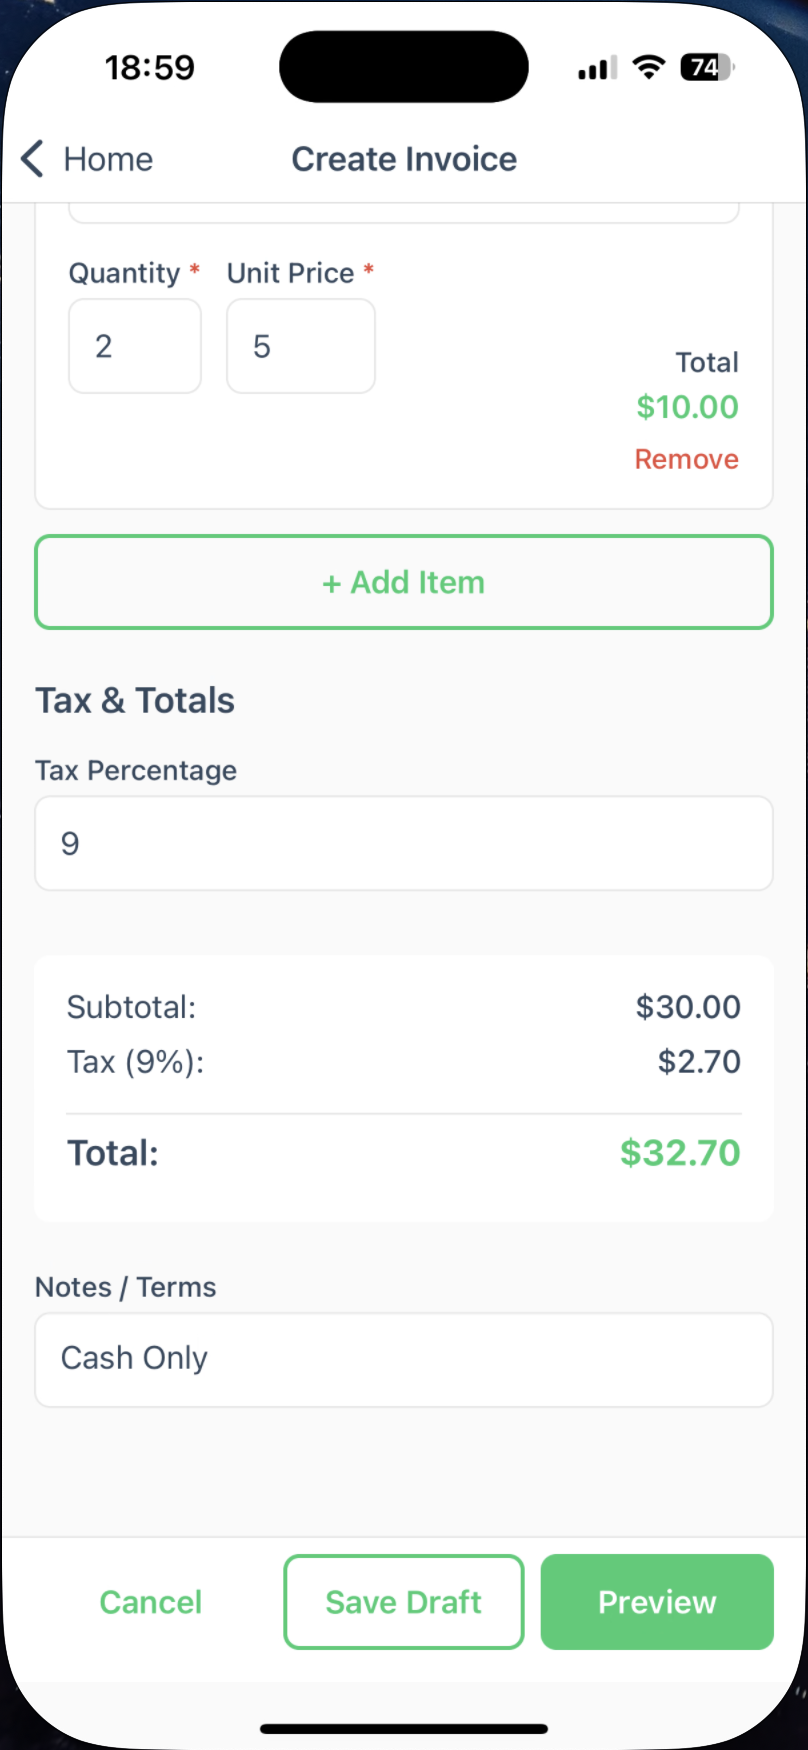 18:59
74
Home
Create Invoice
Quantity * Unit Price *
2
5
Total
$10.00
Remove
+ Add Item
Tax & Totals
Tax Percentage
9
Subtotal: $30.00
Tax (9%): $2.70
Total: $32.70
Notes / Terms
Cash Only
Cancel
Save Draft
Preview